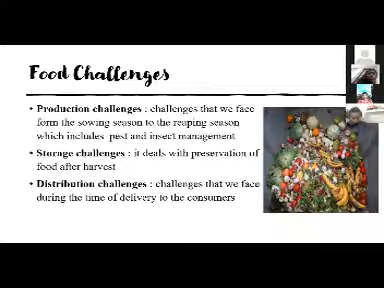 Food Challenges
• Production challenges : challenges that we face
form the sowing season to the reaping season
which includes pest and insect management
• Storage challenges : it deals with preservation of
food after harvest
• Distribution challenges : challenges that we face
during the time of delivery to the consumers